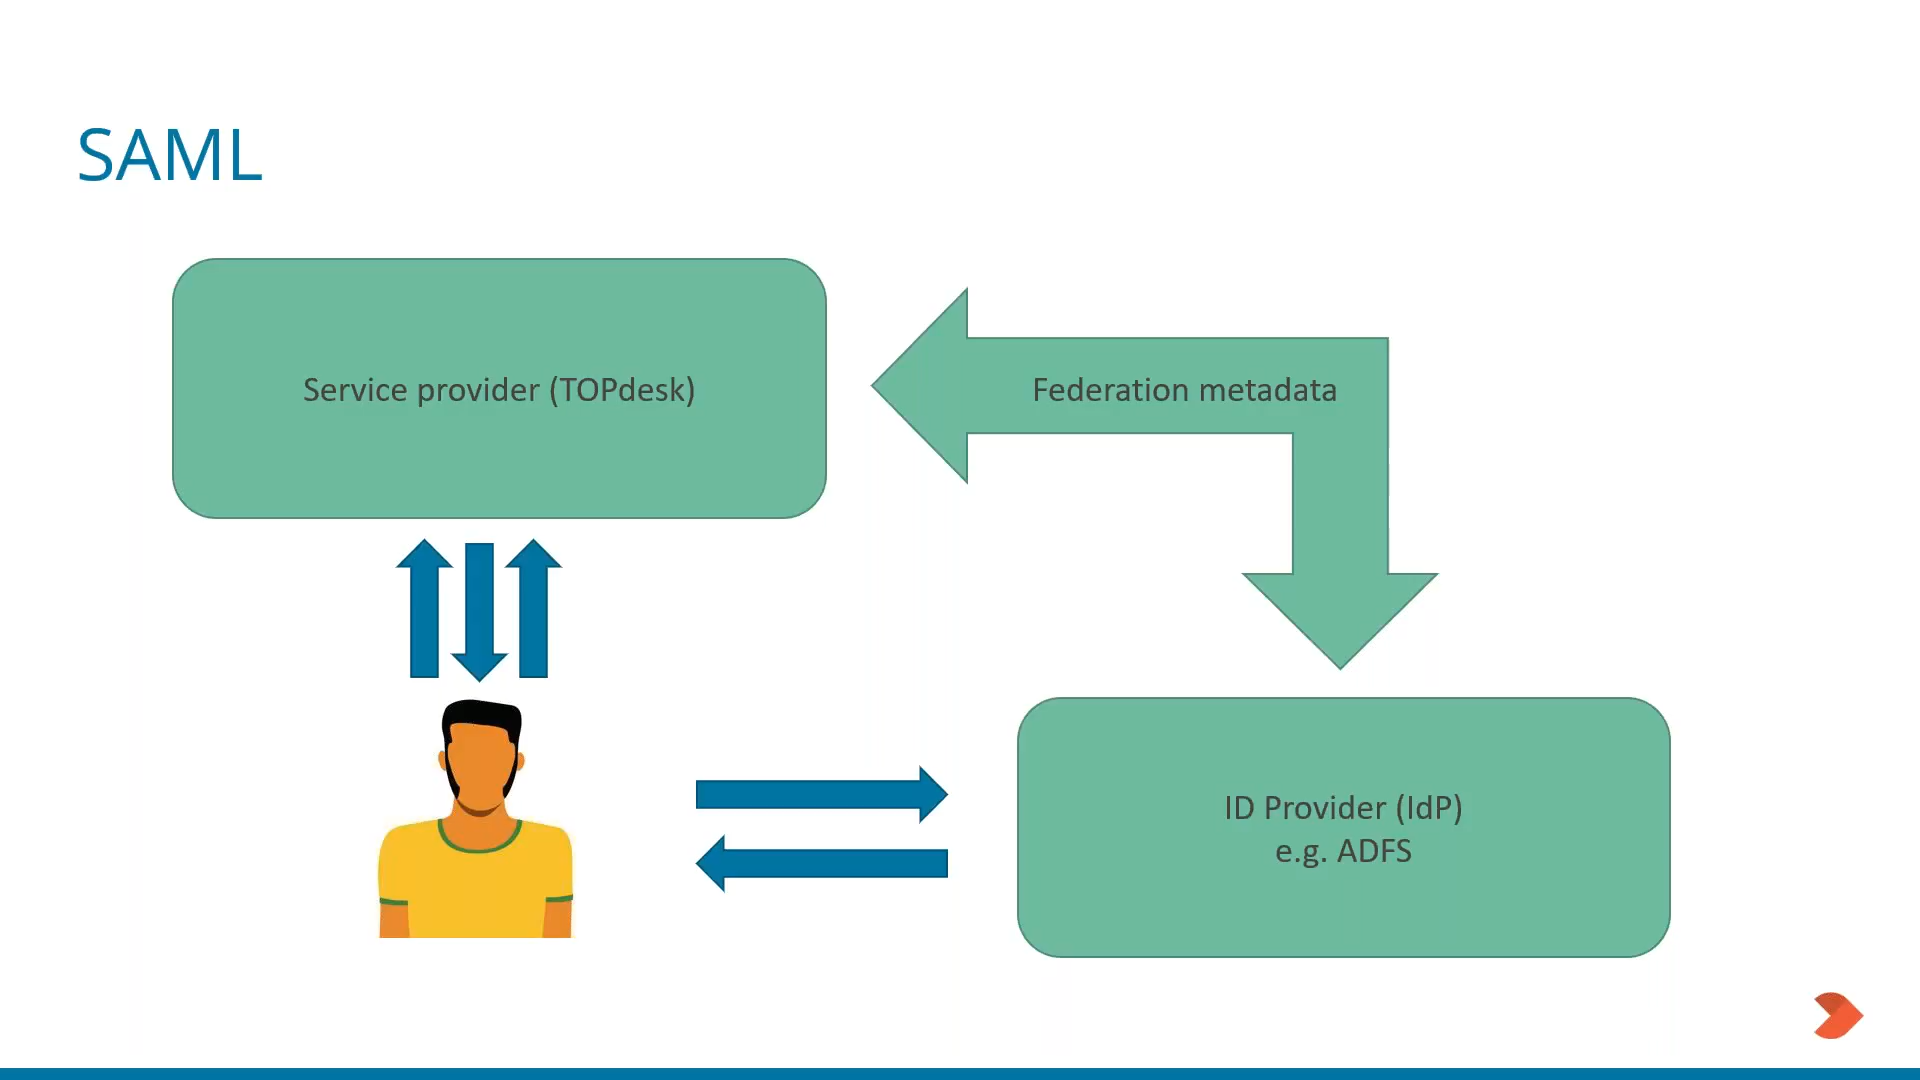 SAML
Service provider (TOPdesk)
Federation metadata
ID Provider (IdP)
e.g. ADFS